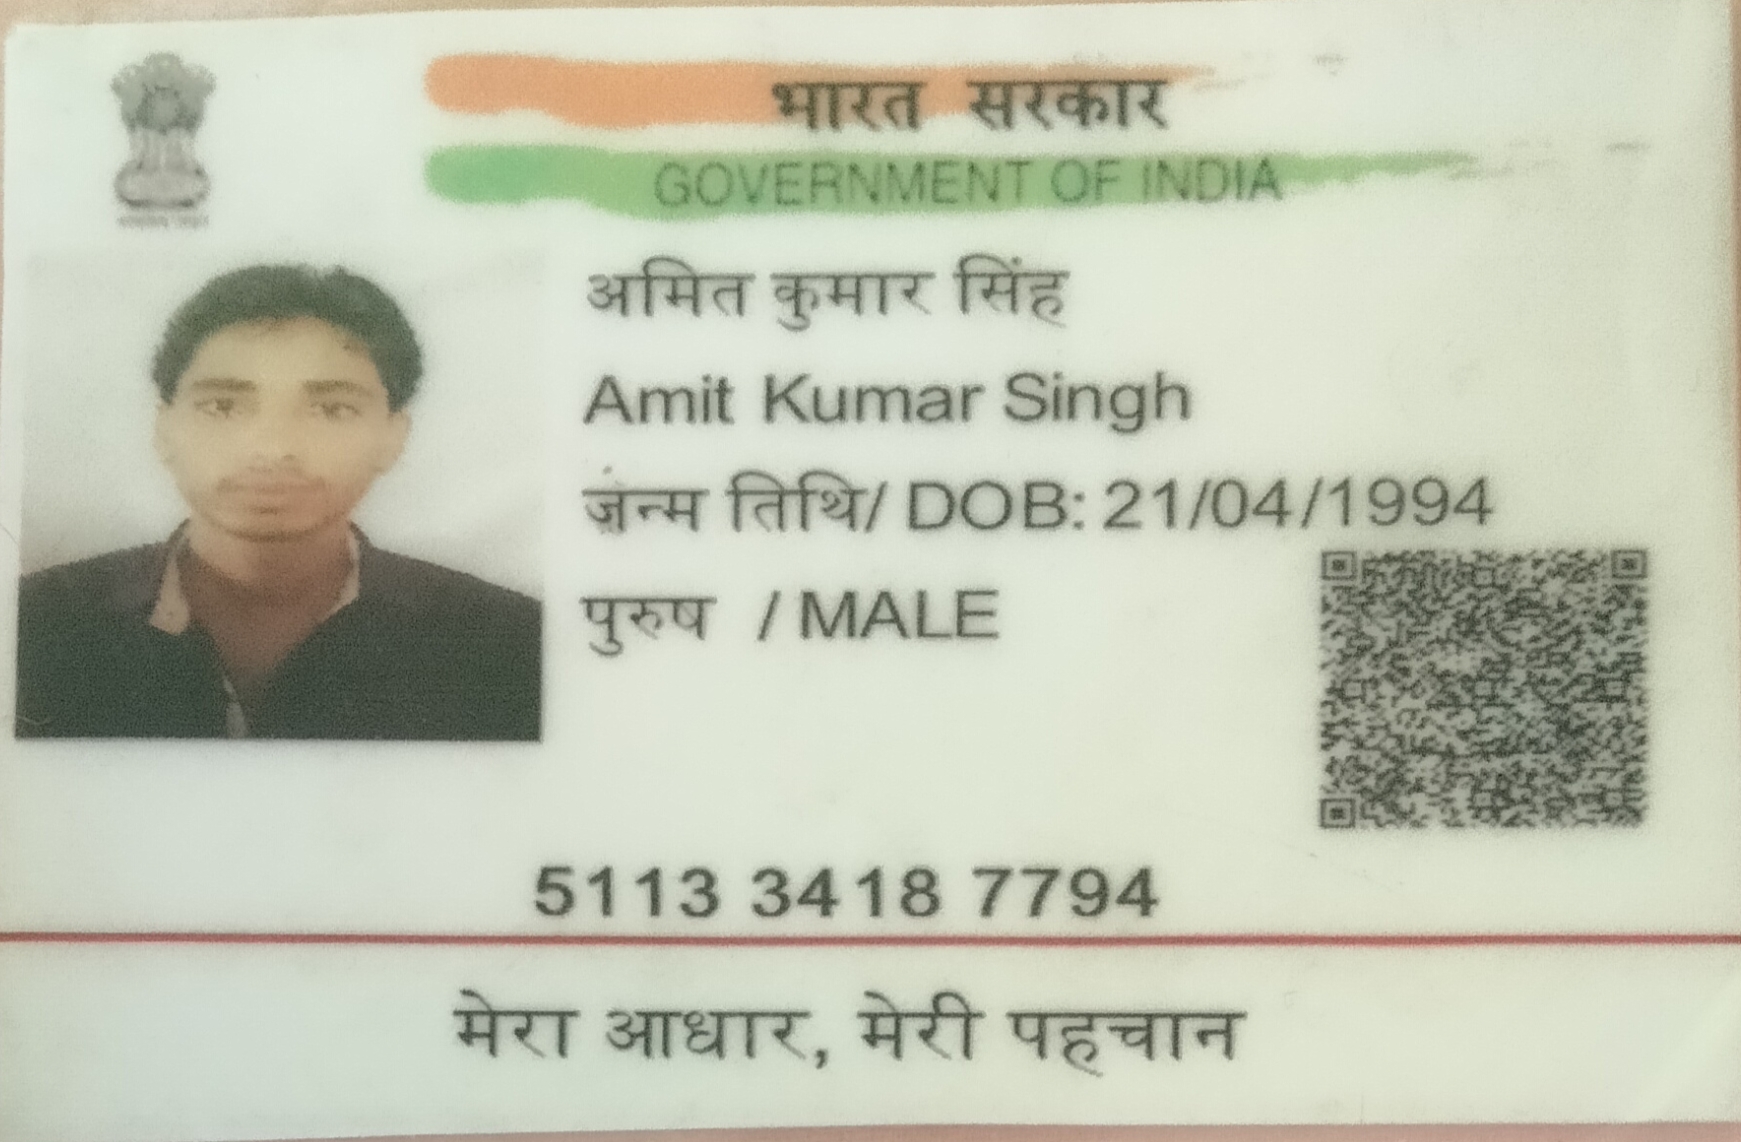 भारत सरकार
GOVERNMENT OF INDIA
अमित कुमार सिंह
Amit Kumar Singh
जन्म तिथि/ DOB: 21/04/1994
पुरुष / MALE
5113 3418 7794
मेरा आधार, मेरी पहचान